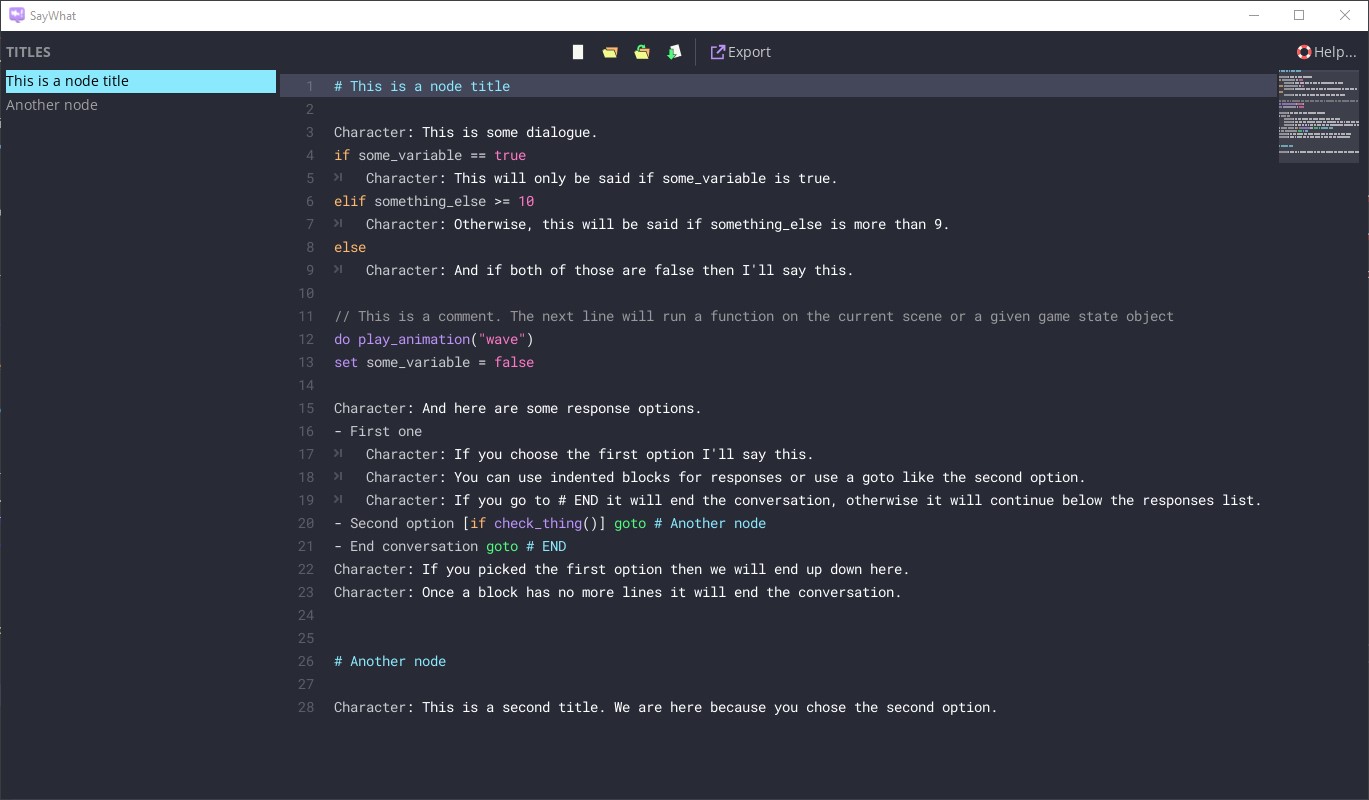 SayWhat
TITLES
Export
Help...
This is a node title
Another node
1 # This is a node title
2
3 Character: This is some dialogue.
4 if some_variable == true
5 Character: This will only be said if some_variable is true.
6 elif something_else >= 10
7 Character: Otherwise, this will be said if something_else is more than 9.
8 else
9 Character: And if both of those are false then I'll say this.
10
11 // This is a comment. The next line will run a function on the current scene or a given game state object
12 do play_animation("wave")
13 set some_variable = false
14
15 Character: And here are some response options.
16 - First one
17 Character: If you choose the first option I'll say this.
18 Character: You can use indented blocks for responses or use a goto like the second option.
19 Character: If you go to # END it will end the conversation, otherwise it will continue below the responses list.
20 - Second option [if check_thing()] goto # Another node
21 - End conversation goto # END
22 Character: If you picked the first option then we will end up down here.
23 Character: Once a block has no more lines it will end the conversation.
24
25
26 # Another node
27
28 Character: This is a second title. We are here because you chose the second option.